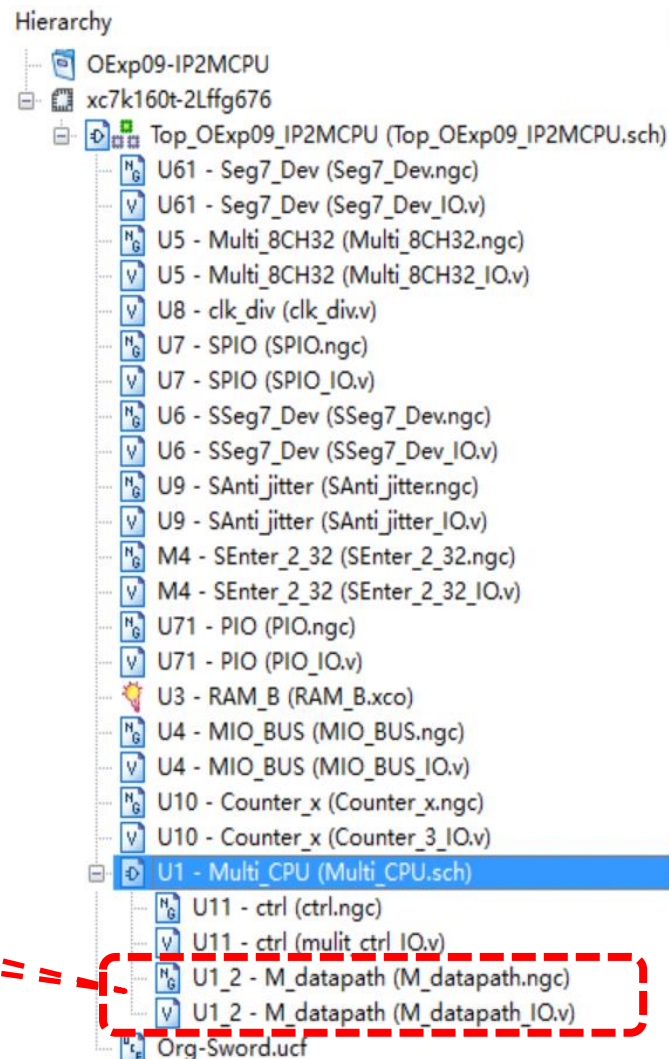 Hierarchy
OExp09-IP2MCPU
xc7k160t-2Lffg676
Top_OExp09_IP2MCPU (Top_OExp09_IP2MCPU.sch)
U61 - Seg7_Dev (Seg7_Dev.ngc)
U61 - Seg7_Dev (Seg7_Dev_IO.v)
U5 - Multi_8CH32 (Multi_8CH32.ngc)
U5 - Multi_8CH32 (Multi_8CH32_IO.v)
U8 - clk_div (clk_div.v)
U7 - SPIO (SPIO.ngc)
U7 - SPIO (SPIO_IO.v)
U6 - SSeg7_Dev (SSeg7_Dev.ngc)
U6 - SSeg7_Dev (SSeg7_Dev_IO.v)
U9 - SAnti_jitter (SAnti_jitter.ngc)
U9 - SAnti_jitter (SAnti_jitter_IO.v)
M4 - SEnter_2_32 (SEnter_2_32.ngc)
M4 - SEnter_2_32 (SEnter_2_32_IO.v)
U71 - PIO (PIO.ngc)
U71 - PIO (PIO_IO.v)
U3 - RAM_B (RAM_B.xco)
U4 - MIO_BUS (MIO_BUS.ngc)
U4 - MIO_BUS (MIO_BUS_IO.v)
U10 - Counter_x (Counter_x.ngc)
U10 - Counter_x (Counter_3_IO.v)
U1 - Multi_CPU (Multi_CPU.sch)
U11 - ctrl (ctrl.ngc)
U11 - ctrl (mulit_ctrl_IO.v)
U1_2 - M_datapath (M_datapath.ngc)
U1_2 - M_datapath (M_datapath_IO.v)
Org-Sword.ucf